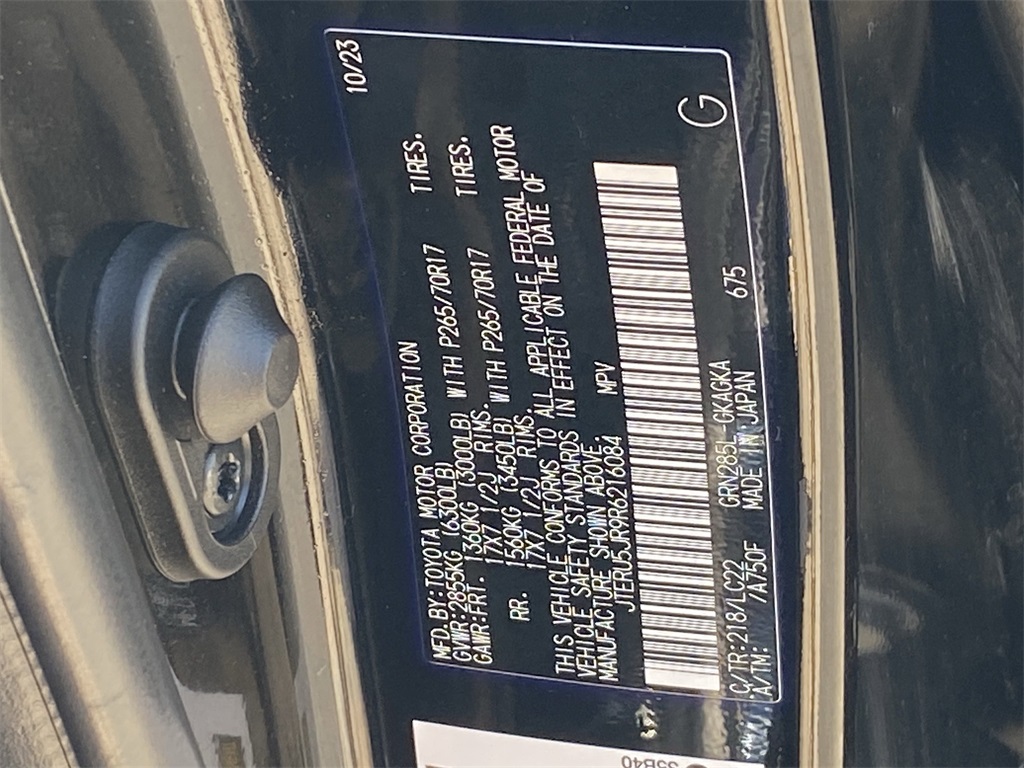 10/23
MFD. BY:TOYOTA MOTOR CORPORATION
GVWR:2855KG (6300LB)
GAWR:FRT. 1360KG (3000LB) WITH P265/70R17 TIRES.
17X7 1/2J RIMS.
RR. 1560KG (3450LB) WITH P265/70R17 TIRES.
17X7 1/2J RIMS.
THIS VEHICLE CONFORMS TO ALL APPLICABLE FEDERAL MOTOR
VEHICLE SAFETY STANDARDS IN EFFECT ON THE DATE OF
MANUFACTURE SHOWN ABOVE.
JTERU5JR9R6216084 MPV
G
C/TR:218/LC22 GRN285L-GKAGKA 675
A/TM: /A750F MADE IN JAPAN